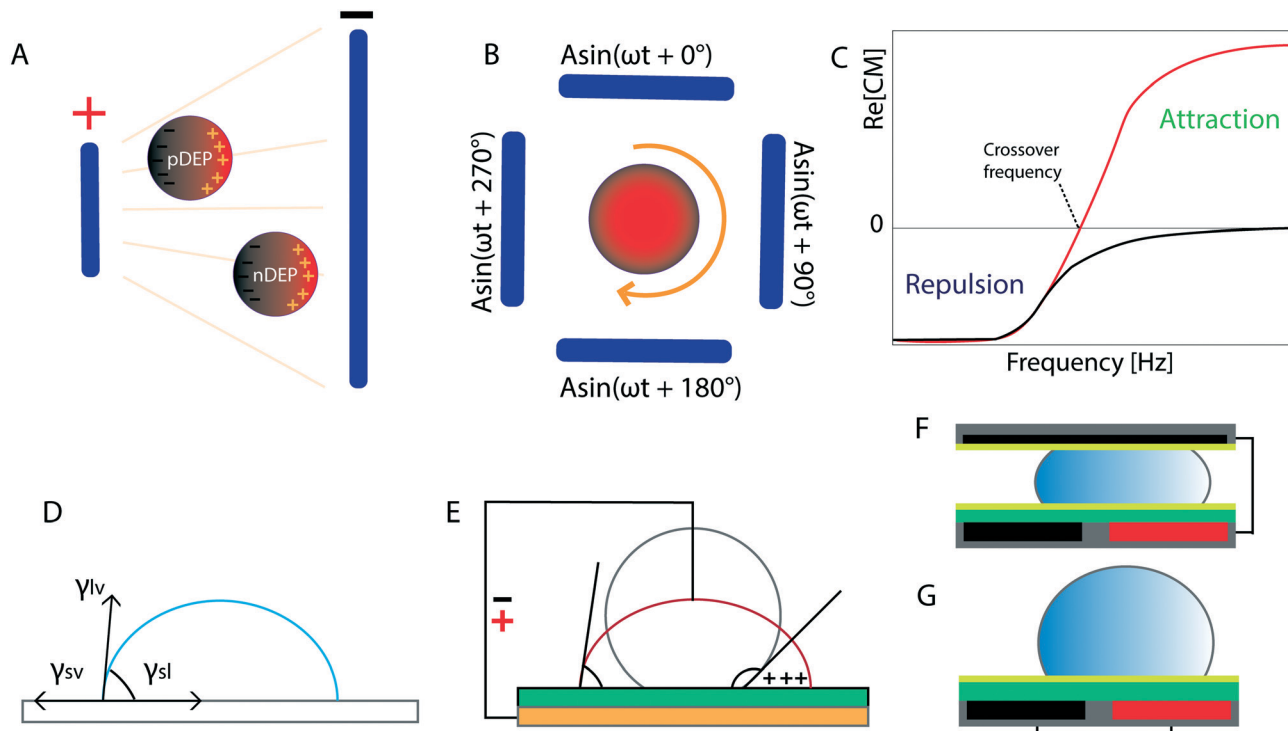 A
+
−
− − − − −
pDEP
+ + + + +
− − − − −
nDEP
+ + + + +
B
Asin(ωt + 0°)
Asin(ωt + 270°)
Asin(ωt + 90°)
Asin(ωt + 180°)
C
Re[CM]
Attraction
Crossover
frequency
0
Repulsion
Frequency [Hz]
D
γlv
γsv
γsl
E
−
+
+ + +
F
G